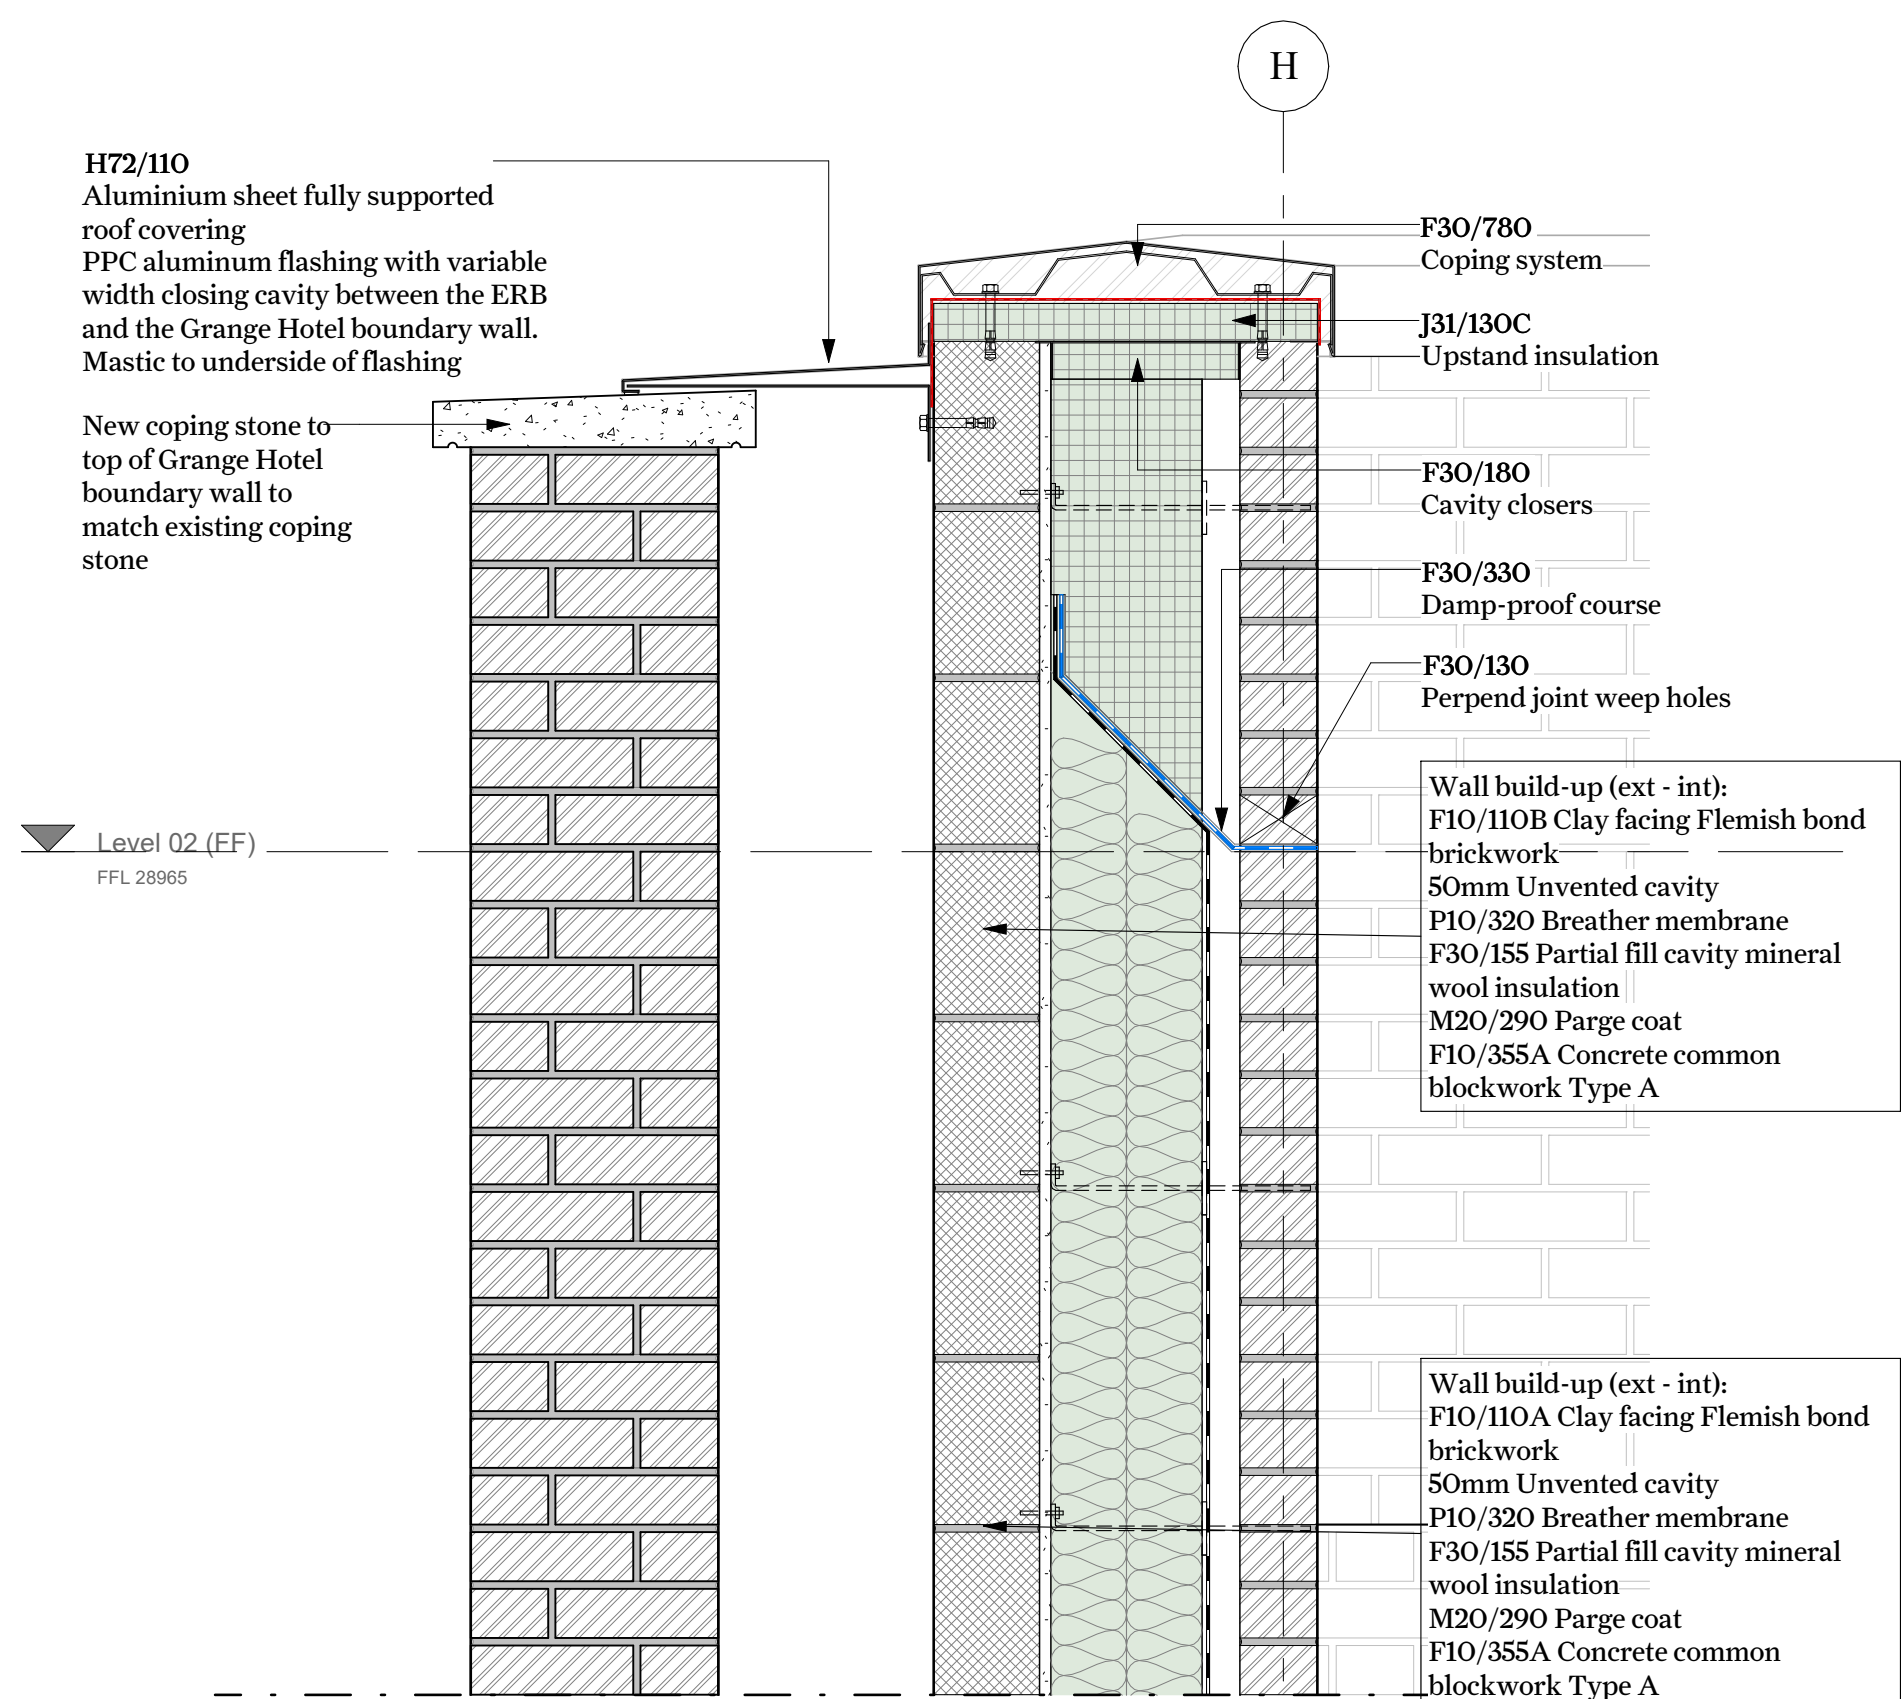 H
H72/110
Aluminium sheet fully supported
roof covering
PPC aluminum flashing with variable
width closing cavity between the ERB
and the Grange Hotel boundary wall.
Mastic to underside of flashing
New coping stone to
top of Grange Hotel
boundary wall to
match existing coping
stone
Level 02 (FF)
FFL 28965
F30/780
Coping system
J31/130C
Upstand insulation
F30/180
Cavity closers
F30/330
Damp-proof course
F30/130
Perpend joint weep holes
Wall build-up (ext - int):
F10/110B Clay facing Flemish bond
brickwork
50mm Unvented cavity
P10/320 Breather membrane
F30/155 Partial fill cavity mineral
wool insulation
M20/290 Parge coat
F10/355A Concrete common
blockwork Type A
Wall build-up (ext - int):
F10/110A Clay facing Flemish bond
brickwork
50mm Unvented cavity
P10/320 Breather membrane
F30/155 Partial fill cavity mineral
wool insulation
M20/290 Parge coat
F10/355A Concrete common
blockwork Type A